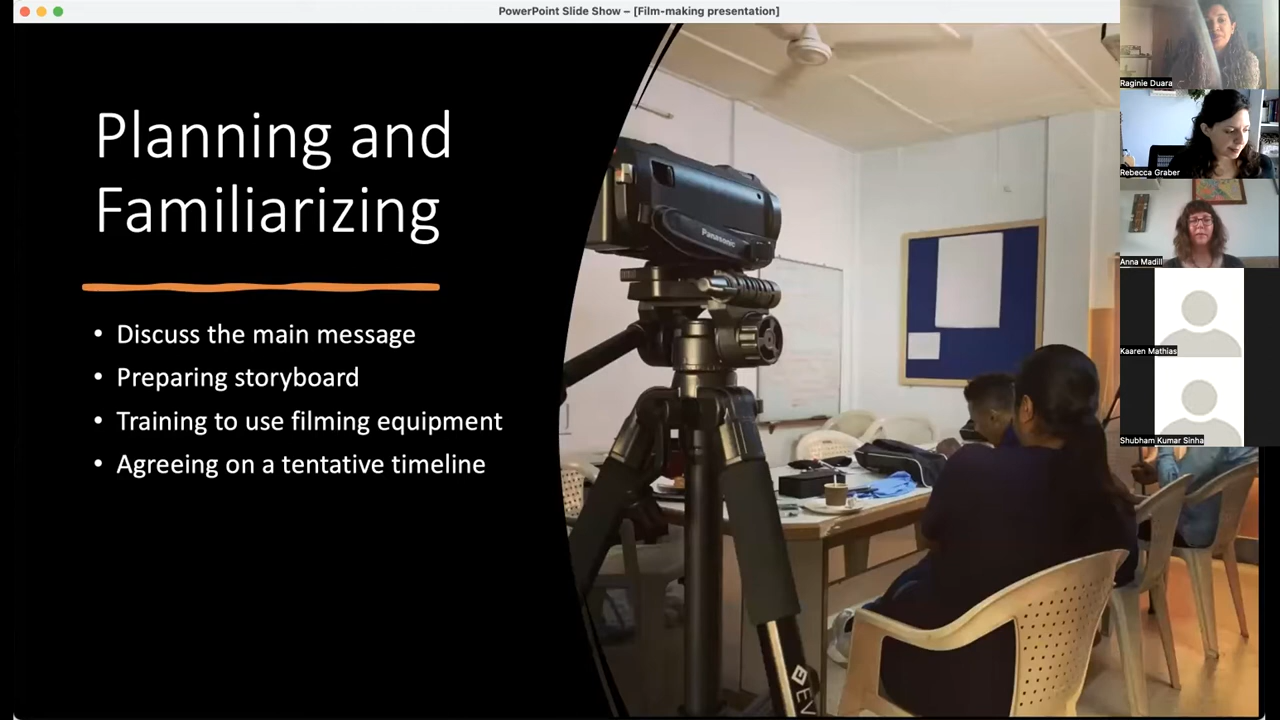 PowerPoint Slide Show – [Film-making presentation]
Planning and
Familiarizing
• Discuss the main message
• Preparing storyboard
• Training to use filming equipment
• Agreeing on a tentative timeline
Panasonic
EV
Raginie Duara
Rebecca Graber
Anna Madill
Kaaren Mathias
Shubham Kumar Sinha